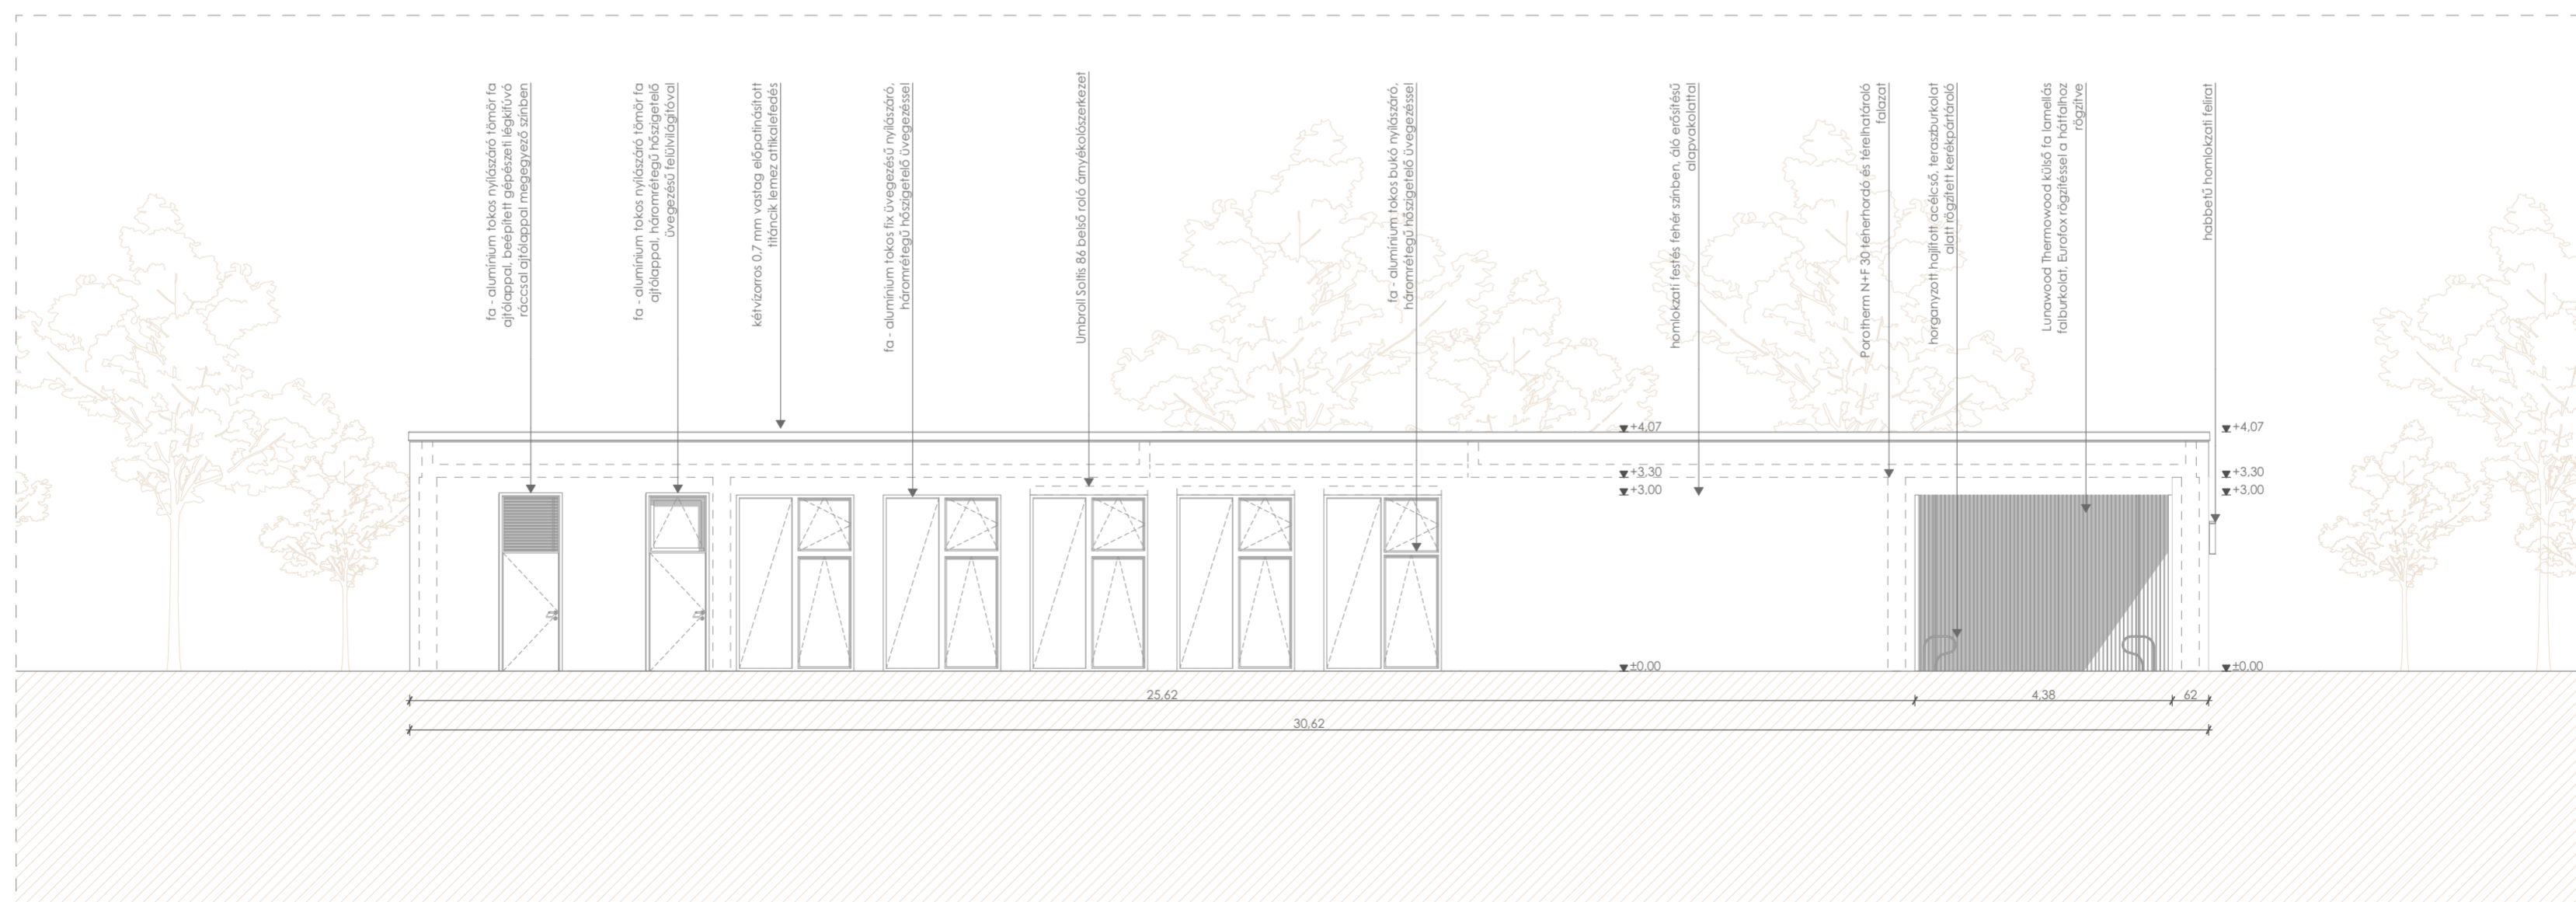 fa - alumínium tokos nyílászáró tömör fa
ajtólappal, beépített gépészeti légkifúvó
ráccsal ajtólappal megegyező színben
fa - alumínium tokos nyílászáró tömör fa
ajtólappal, háromrétegű hőszigetelő
üvegezésű felülvilágítóval
kétvízorros 0,7 mm vastag előpatinásított
titáncik lemez attikalefedés
fa - alumínium tokos fix üvegezésű nyílászáró,
háromrétegű hőszigetelő üvegezéssel
Umbroll Soltis 86 belső roló árnyékolószerkezet
fa - alumínium tokos bukó nyílászáró,
háromrétegű hőszigetelő üvegezéssel
homlokzati festés fehér színben, áló erősítésű
alapvakolattal
Porotherm N+F 30 teherhordó és térelhatároló
falazat
horganyzott hajlított acélcső, teraszburkolat
alatt rögzített kerékpártároló
Lunawood Thermowood külső fa lamellás
falburkolat, Eurofox rögzítéssel a hátfalhoz
rögzítve
habbetű homlokzati felirat
+4,07
+4,07
+3,30
+3,30
+3,00
+3,00
±0,00
±0,00
25,62
4,38
62
30,62